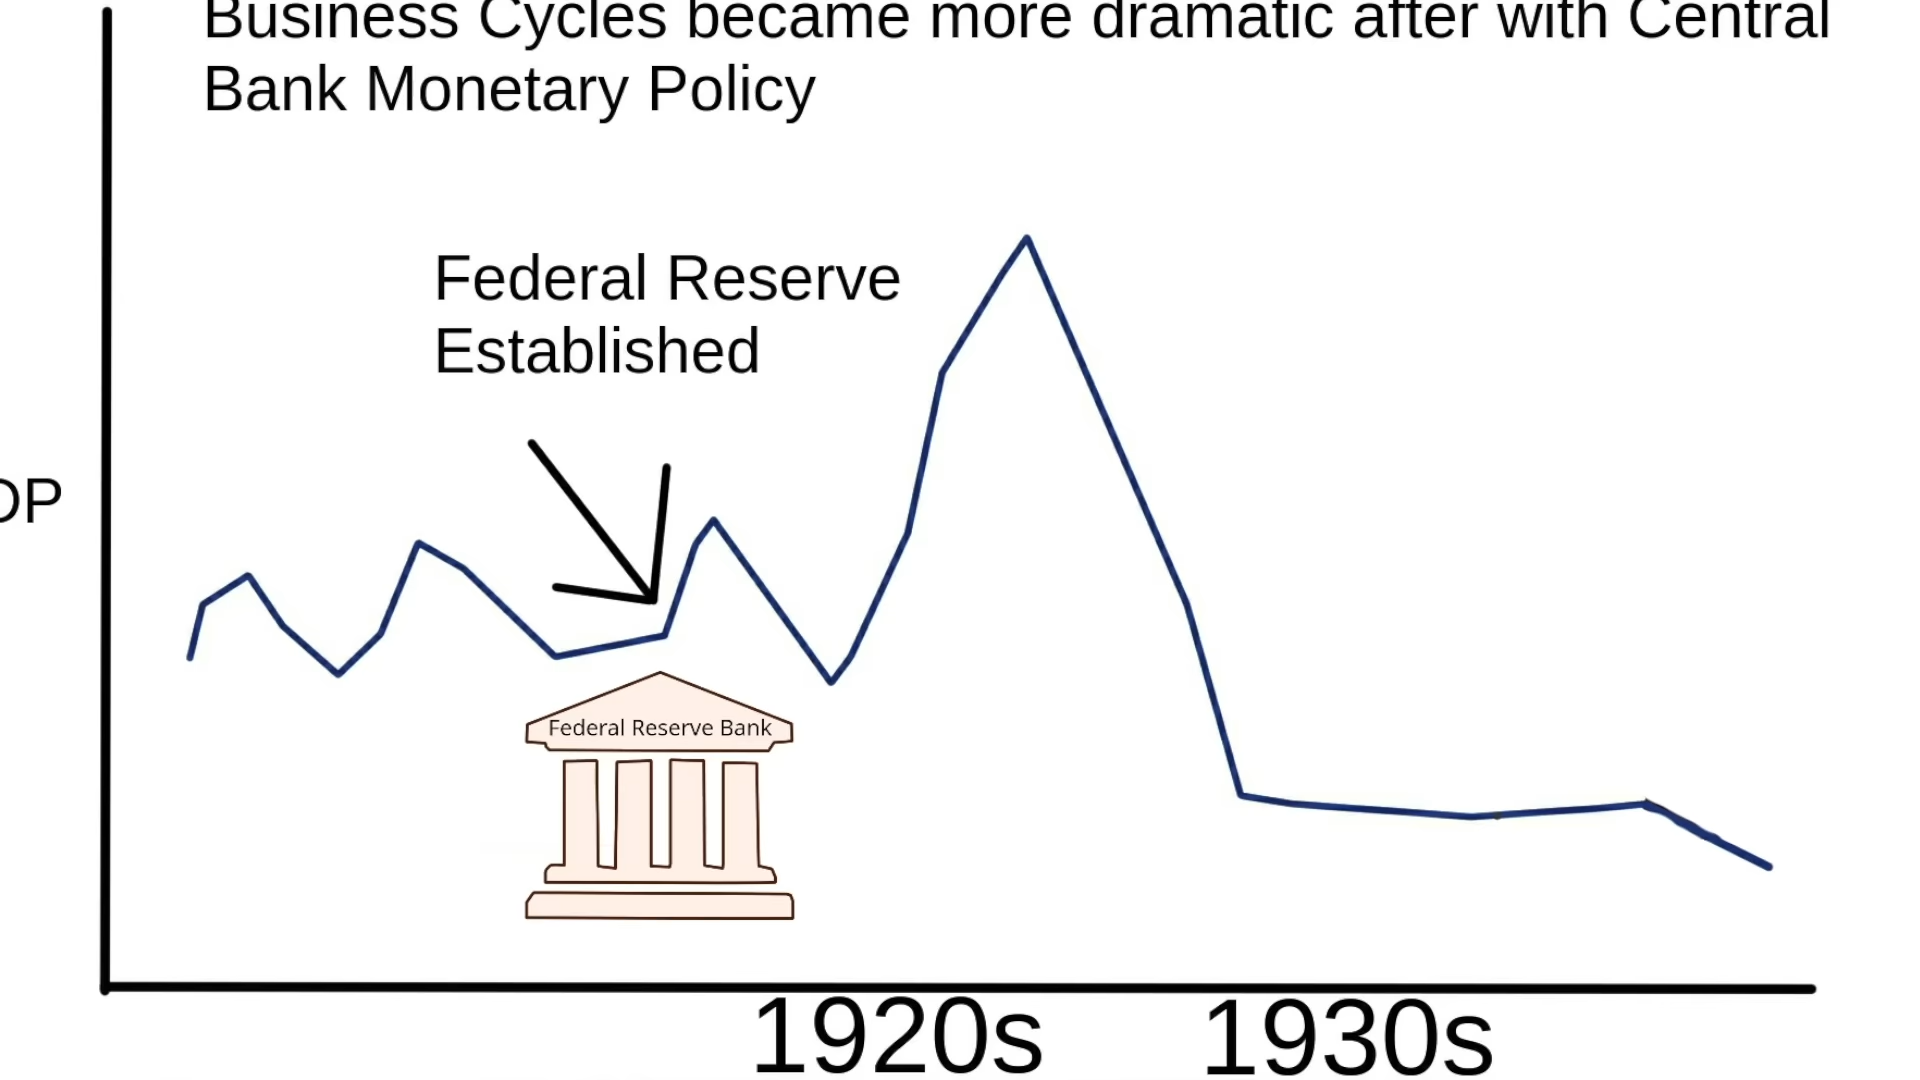 Business Cycles became more dramatic after with Central
Bank Monetary Policy
Federal Reserve
Established
DP
Federal Reserve Bank
1920s
1930s